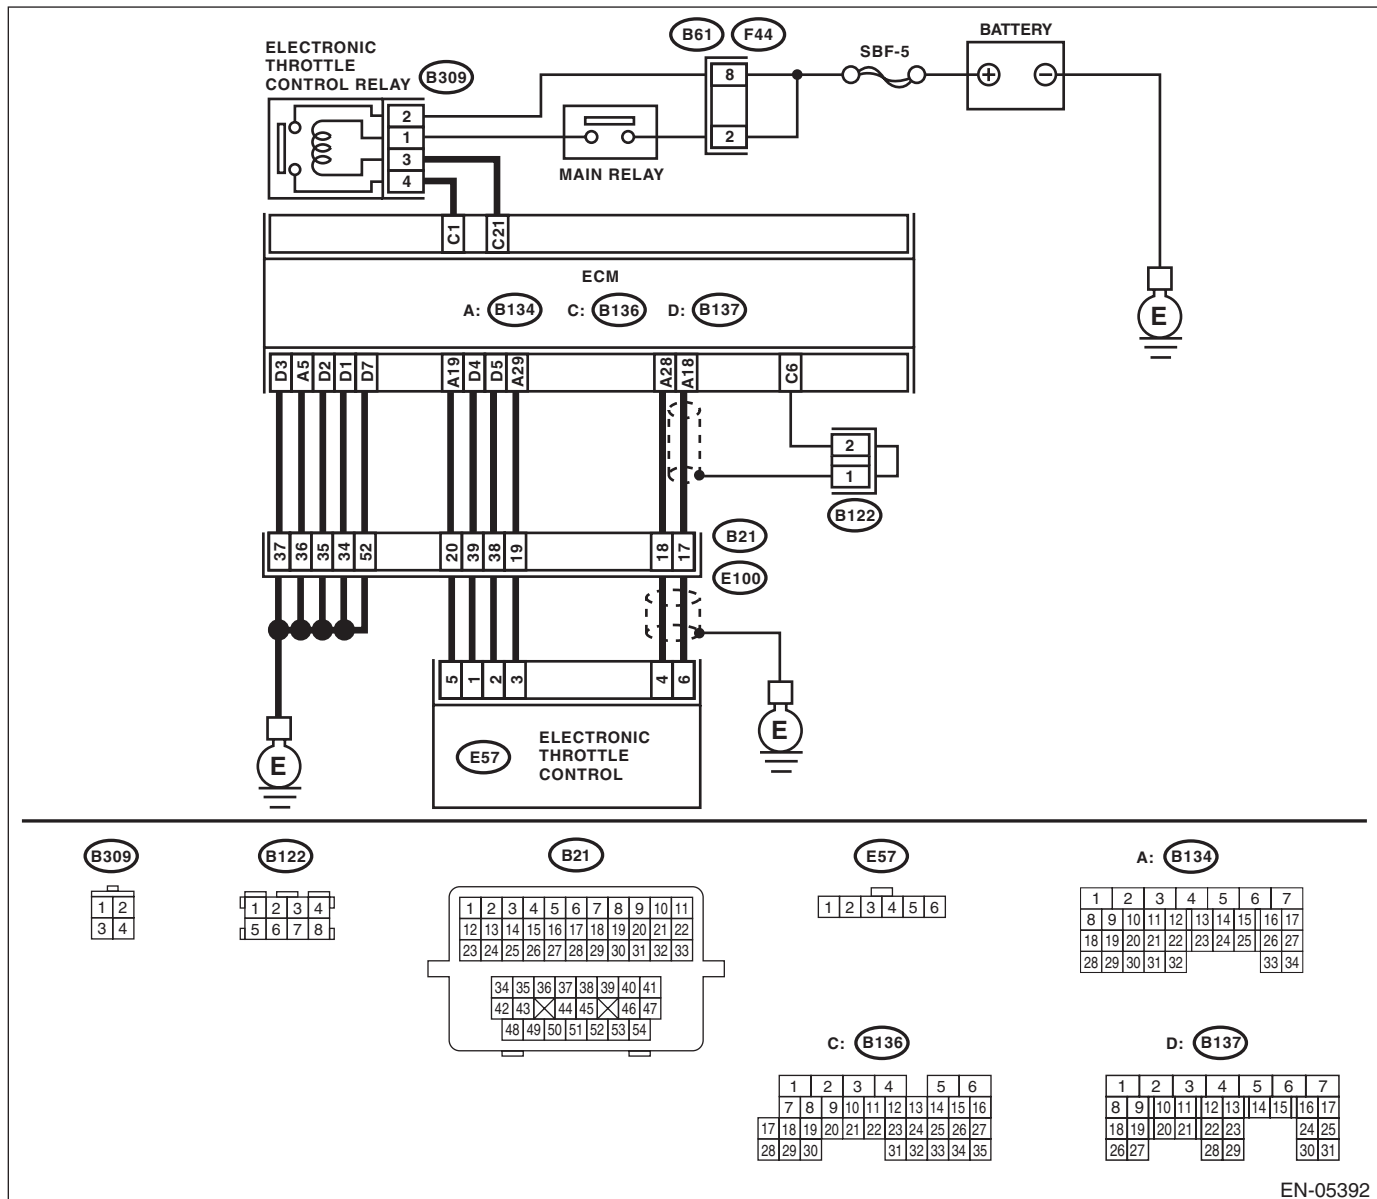 B61 F44
BATTERY
SBF-5
ELECTRONIC
THROTTLE
CONTROL RELAY B309
8
2
2
1
3
4
MAIN RELAY
C1 C21
ECM
A: B134 C: B136 D: B137
E
D3 A5 D2 D1 D7 A19 D4 D5 A29 A28 A18 C6
2
1
B122
37 36 35 34 52 20 39 38 19 18 17
B21
E100
5 1 2 3 4 6
E
E
E57
ELECTRONIC
THROTTLE
CONTROL
B309
1 2
3 4
B122
1 2 3 4
5 6 7 8
B21
1 2 3 4 5 6 7 8 9 10 11
12 13 14 15 16 17 18 19 20 21 22
23 24 25 26 27 28 29 30 31 32 33
34 35 36 37 38 39 40 41
42 43 44 45 46 47
48 49 50 51 52 53 54
E57
1 2 3 4 5 6
A: B134
1 2 3 4 5 6 7
8 9 10 11 12 13 14 15 16 17
18 19 20 21 22 23 24 25 26 27
28 29 30 31 32 33 34
C: B136
1 2 3 4 5 6
7 8 9 10 11 12 13 14 15 16
17 18 19 20 21 22 23 24 25 26 27
28 29 30 31 32 33 34 35
D: B137
1 2 3 4 5 6 7
8 9 10 11 12 13 14 15 16 17
18 19 20 21 22 23 24 25
26 27 28 29 30 31
EN-05392